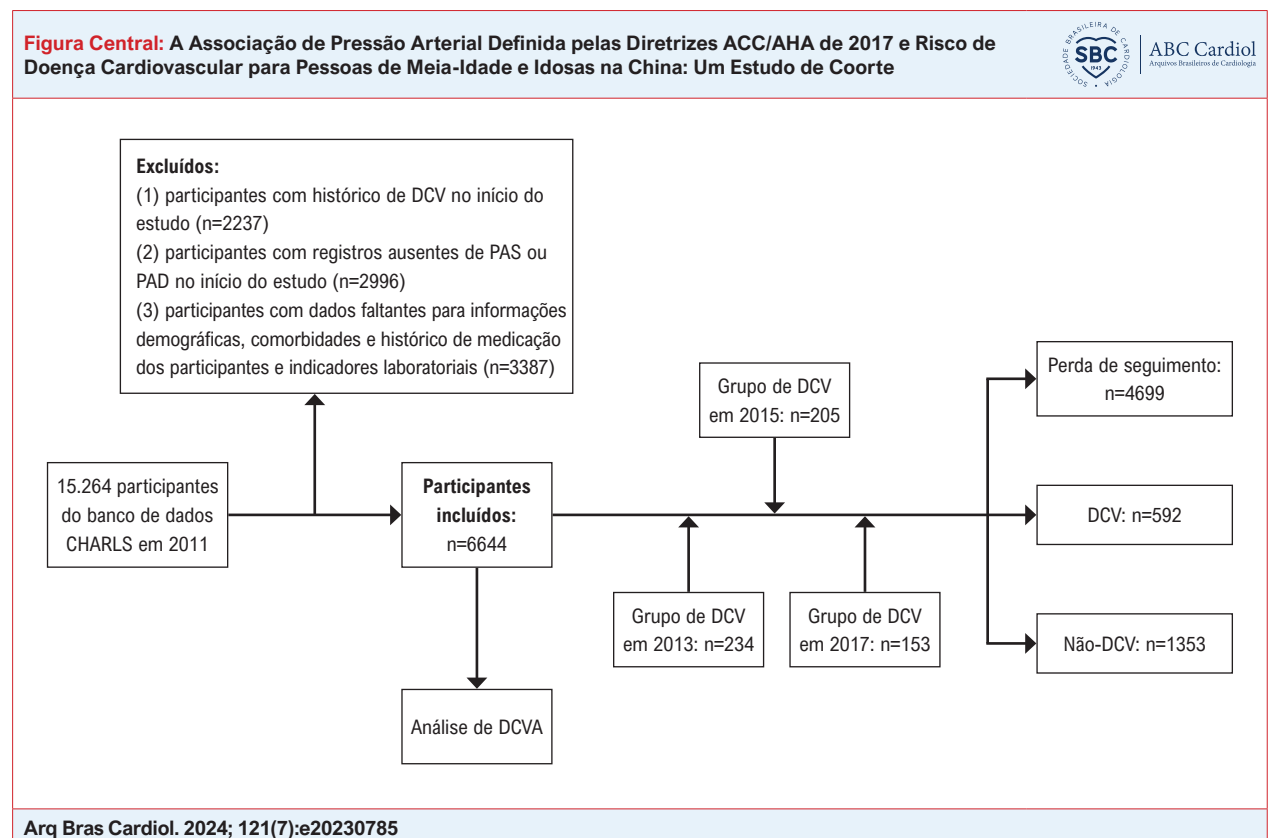 Figura Central: A Associação de Pressão Arterial Definida pelas Diretrizes ACC/AHA de 2017 e Risco de
Doença Cardiovascular para Pessoas de Meia-Idade e Idosas na China: Um Estudo de Coorte
SOCIEDADE BRASILEIRA DE CARDIOLOGIA
SBC
1943
ABC Cardiol
Arquivos Brasileiros de Cardiologia
Excluídos:
(1) participantes com histórico de DCV no início do
estudo (n=2237)
(2) participantes com registros ausentes de PAS ou
PAD no início do estudo (n=2996)
(3) participantes com dados faltantes para informações
demográficas, comorbidades e histórico de medicação
dos participantes e indicadores laboratoriais (n=3387)
15.264 participantes
do banco de dados
CHARLS em 2011
Participantes
incluídos:
n=6644
Análise de DCVA
Grupo de DCV
em 2013: n=234
Grupo de DCV
em 2015: n=205
Grupo de DCV
em 2017: n=153
Perda de seguimento:
n=4699
DCV: n=592
Não-DCV: n=1353
Arq Bras Cardiol. 2024; 121(7):e20230785